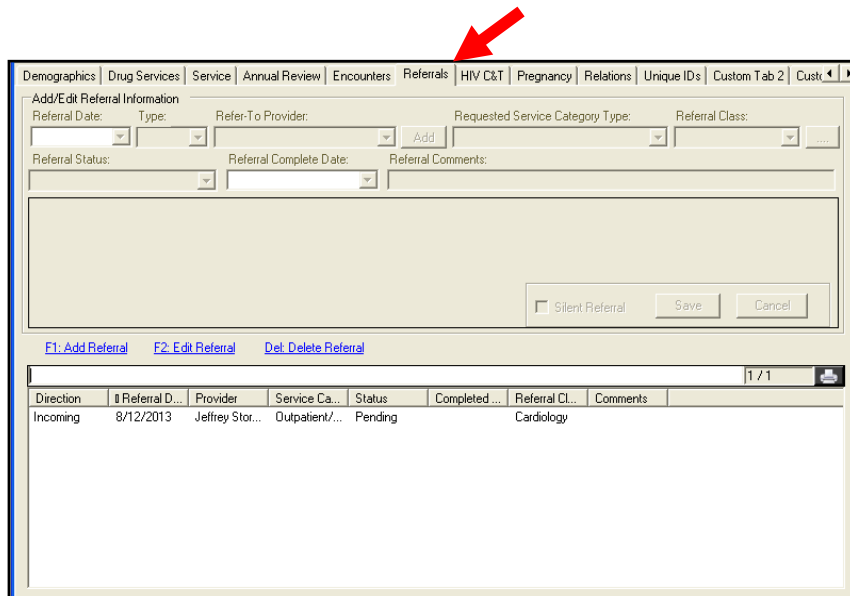 Demographics Drug Services Service Annual Review Encounters Referrals HIV C&T Pregnancy Relations Unique IDs Custom Tab 2 Custc
Add/Edit Referral Information
Referral Date: Type: Refer-To Provider: Requested Service Category Type: Referral Class:
Add ....
Referral Status: Referral Complete Date: Referral Comments:
Silent Referral Save Cancel
F1: Add Referral F2: Edit Referral Del: Delete Referral
1 / 1
Direction Referral D... Provider Service Ca... Status Completed ... Referral Cl... Comments
Incoming 8/12/2013 Jeffrey Stor... Outpatient/... Pending Cardiology